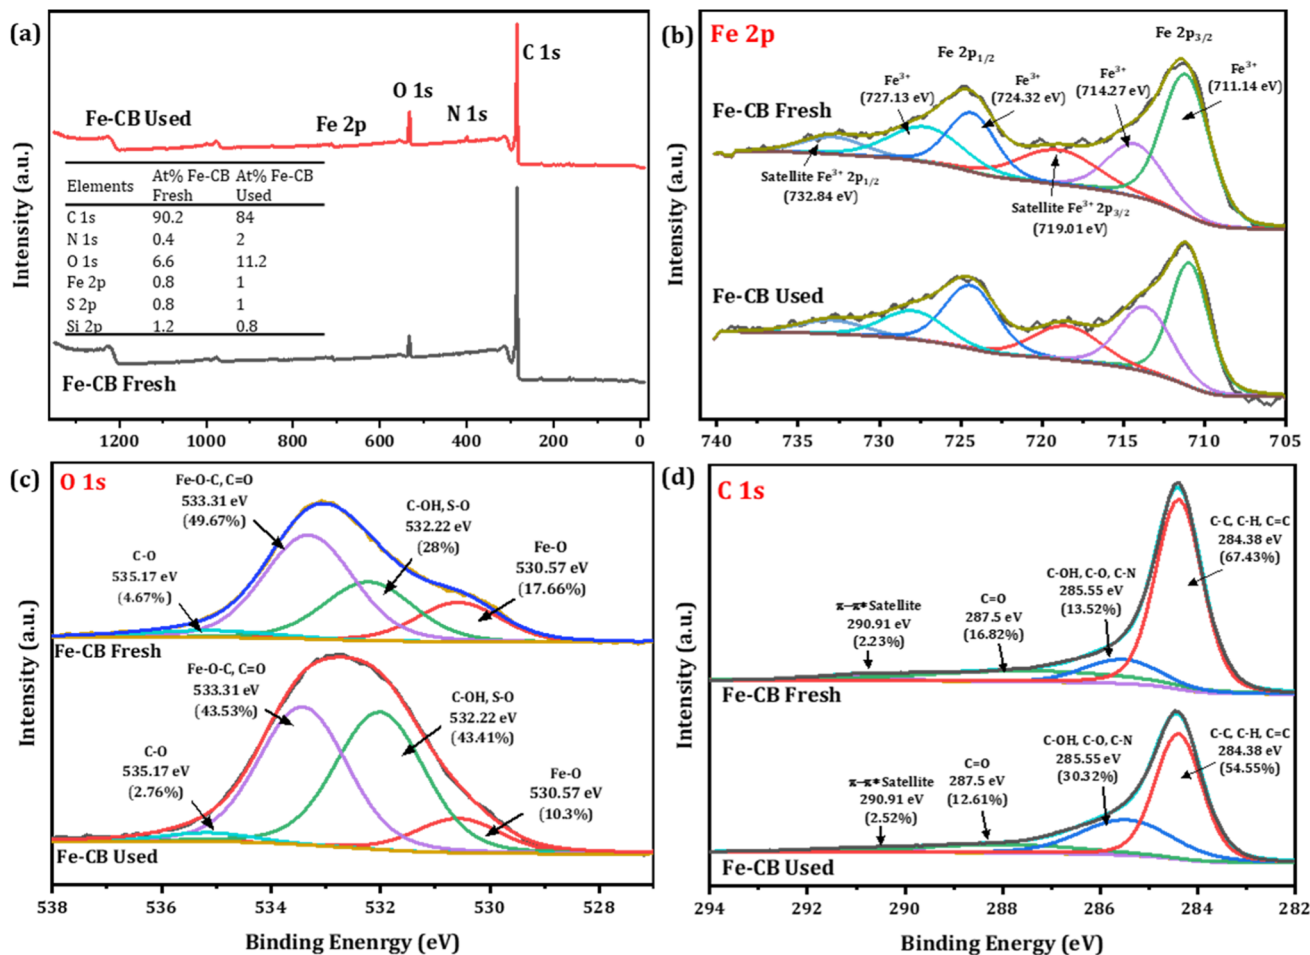 (a)
C 1s
O 1s
N 1s
Fe 2p
Fe-CB Used
Elements At% Fe-CB Fresh At% Fe-CB Used
C 1s 90.2 84
N 1s 0.4 2
O 1s 6.6 11.2
Fe 2p 0.8 1
S 2p 0.8 1
Si 2p 1.2 0.8
Fe-CB Fresh
Intensity (a.u.)
1200 1000 800 600 400 200 0
(b)
Fe 2p
Fe 2p1/2
Fe 2p3/2
Fe-CB Fresh
Fe³⁺
(727.13 eV)
Fe³⁺
(724.32 eV)
Fe³⁺
(714.27 eV)
Fe³⁺
(711.14 eV)
Satellite Fe³⁺ 2p1/2
(732.84 eV)
Satellite Fe³⁺ 2p3/2
(719.01 eV)
Fe-CB Used
Intensity (a.u.)
740 735 730 725 720 715 710 705
(c)
O 1s
Fe-O-C, C=O
533.31 eV
(49.67%)
C-OH, S-O
532.22 eV
(28%)
C-O
535.17 eV
(4.67%)
Fe-O
530.57 eV
(17.66%)
Fe-CB Fresh
Fe-O-C, C=O
533.31 eV
(43.53%)
C-OH, S-O
532.22 eV
(43.41%)
C-O
535.17 eV
(2.76%)
Fe-O
530.57 eV
(10.3%)
Fe-CB Used
Intensity (a.u.)
538 536 534 532 530 528
Binding Enenrgy (eV)
(d)
C 1s
C-C, C-H, C=C
284.38 eV
(67.43%)
C-OH, C-O, C-N
285.55 eV
(13.52%)
C=O
287.5 eV
(16.82%)
π–π* Satellite
290.91 eV
(2.23%)
Fe-CB Fresh
C-C, C-H, C=C
284.38 eV
(54.55%)
C-OH, C-O, C-N
285.55 eV
(30.32%)
C=O
287.5 eV
(12.61%)
π–π* Satellite
290.91 eV
(2.52%)
Fe-CB Used
Intensity (a.u.)
294 292 290 288 286 284 282
Binding Energy (eV)